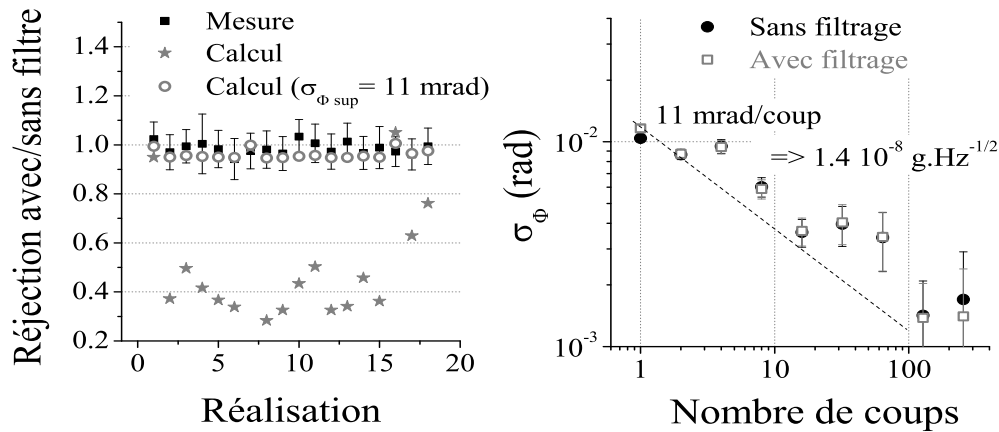 Réjection avec/sans filtre
1.4
1.2
1.0
0.8
0.6
0.4
0.2
Mesure
Calcul
Calcul (σΦ sup= 11 mrad)
0 5 10 15 20
Réalisation
σΦ (rad)
10⁻²
10⁻³
Sans filtrage
Avec filtrage
11 mrad/coup
=> 1.4 10⁻⁸ g.Hz⁻¹/²
1 10 100
Nombre de coups